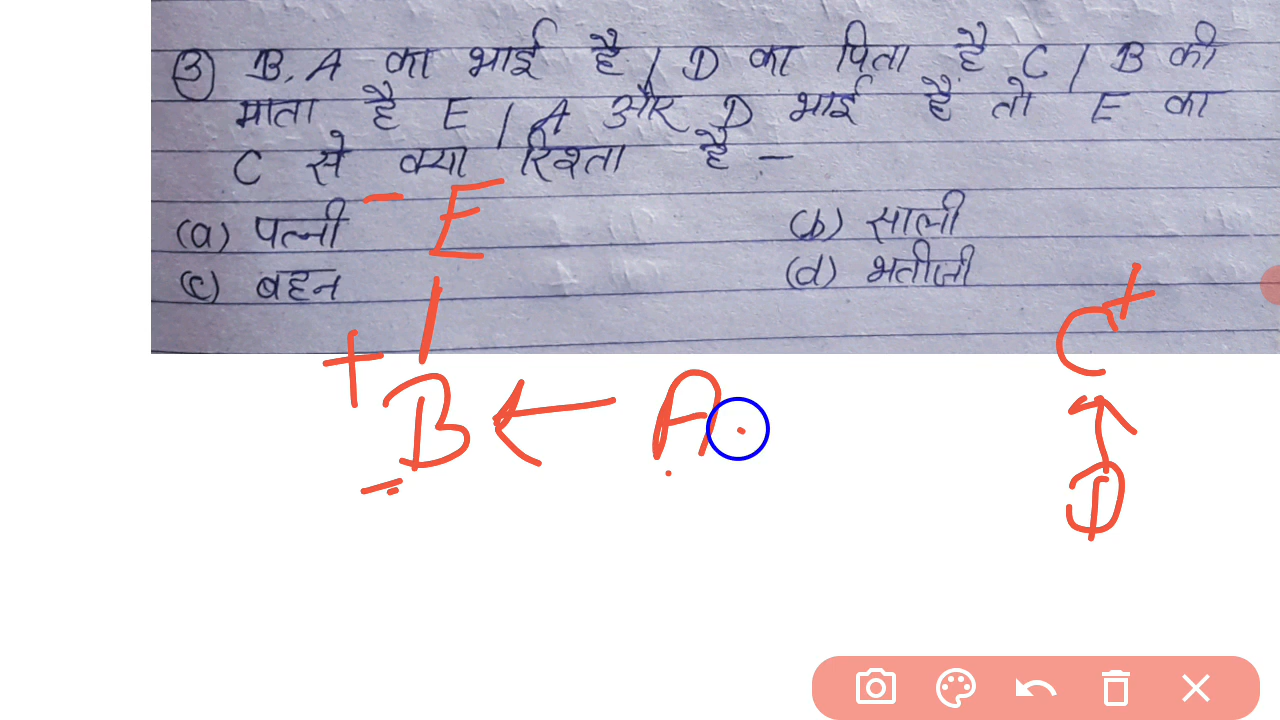 ③ B, A का भाई है / D का पिता है C / B की
माता है E / A और D भाई हैं तो E का
C से क्या रिश्ता है –
(a) पत्नी (b) साली
(c) बहन (d) भतीजी
- E
+ B ← A
C +
D